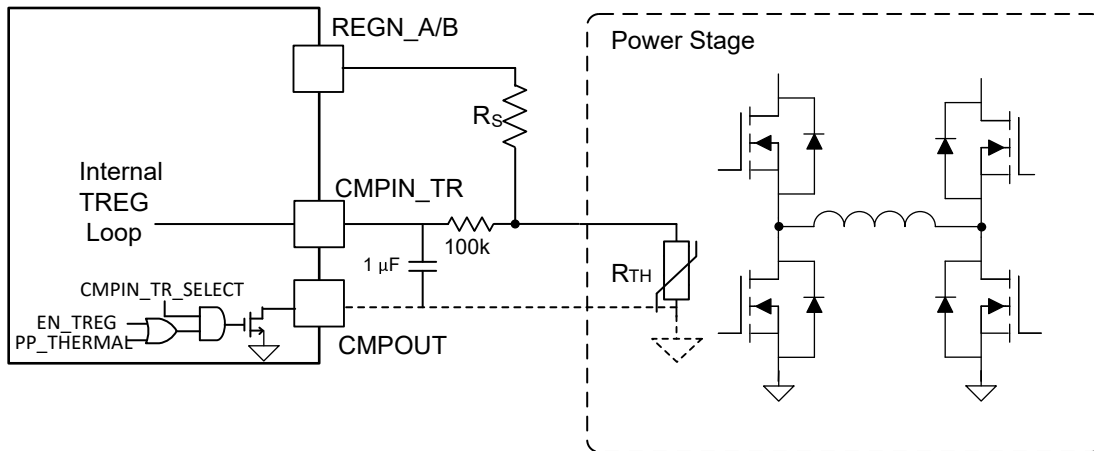 REGN_A/B
Power Stage
RS
Internal
TREG
Loop
CMPIN_TR
100k
1 μF
RTH
CMPIN_TR_SELECT
EN_TREG
PP_THERMAL
CMPOUT